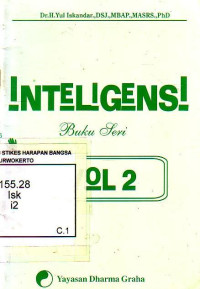 Dr.H.Yul Iskandar.,DSJ.,MBAP.,MASRS.,PhD
INTELIGENSI
Buku Seri
STIKES HARAPAN BANGSA
URWOKERTO
155.28
Isk
i2
C.1
OL 2
Yayasan Dharma Graha